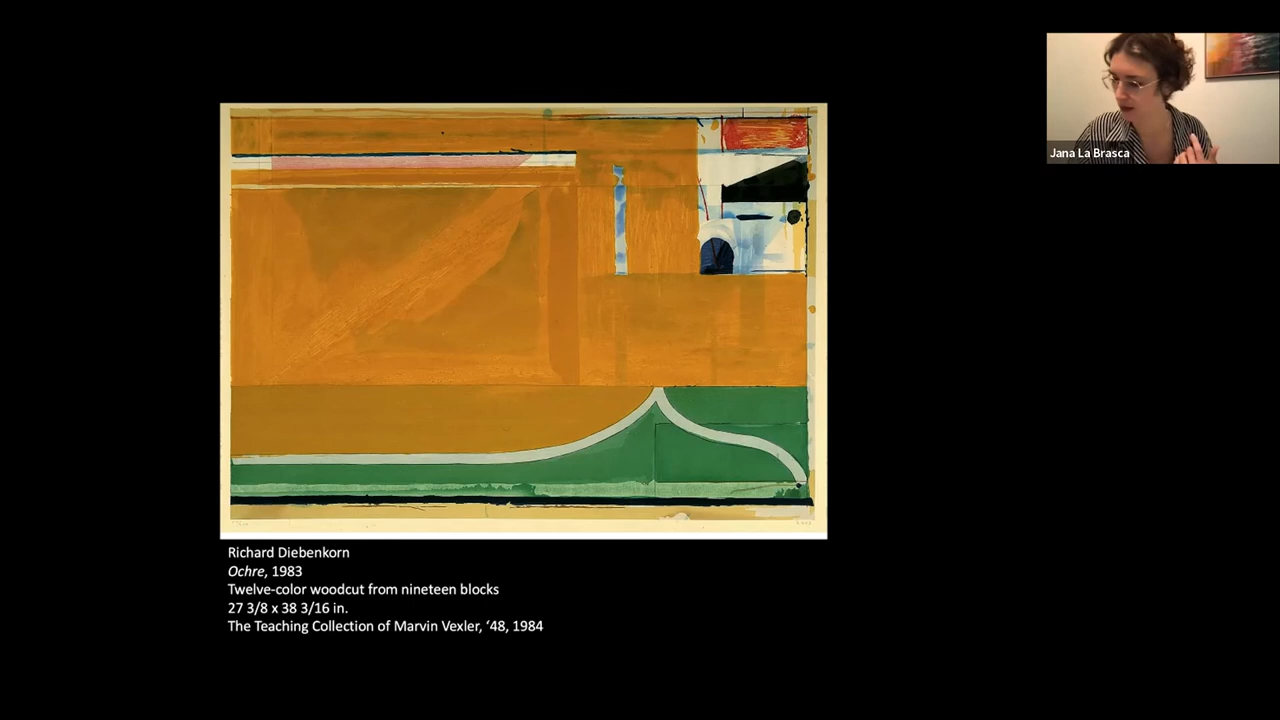 Jana La Brasca
Richard Diebenkorn
Ochre, 1983
Twelve-color woodcut from nineteen blocks
27 3/8 x 38 3/16 in.
The Teaching Collection of Marvin Vexler, ‘48, 1984